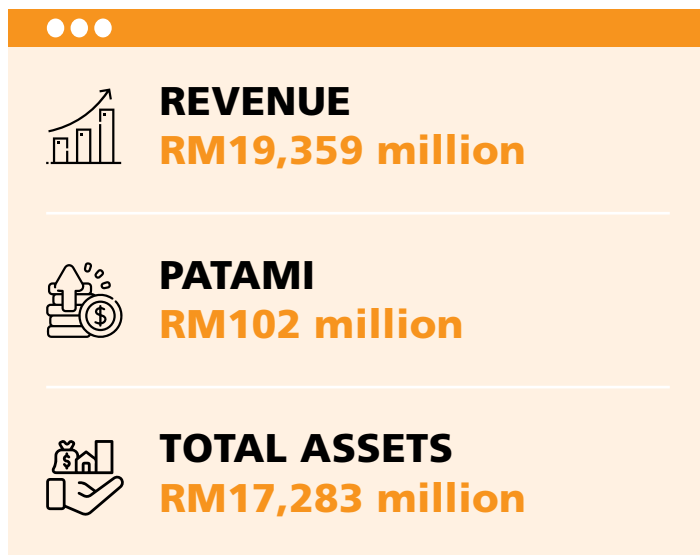 REVENUE
RM19,359 million
PATAMI
RM102 million
TOTAL ASSETS
RM17,283 million